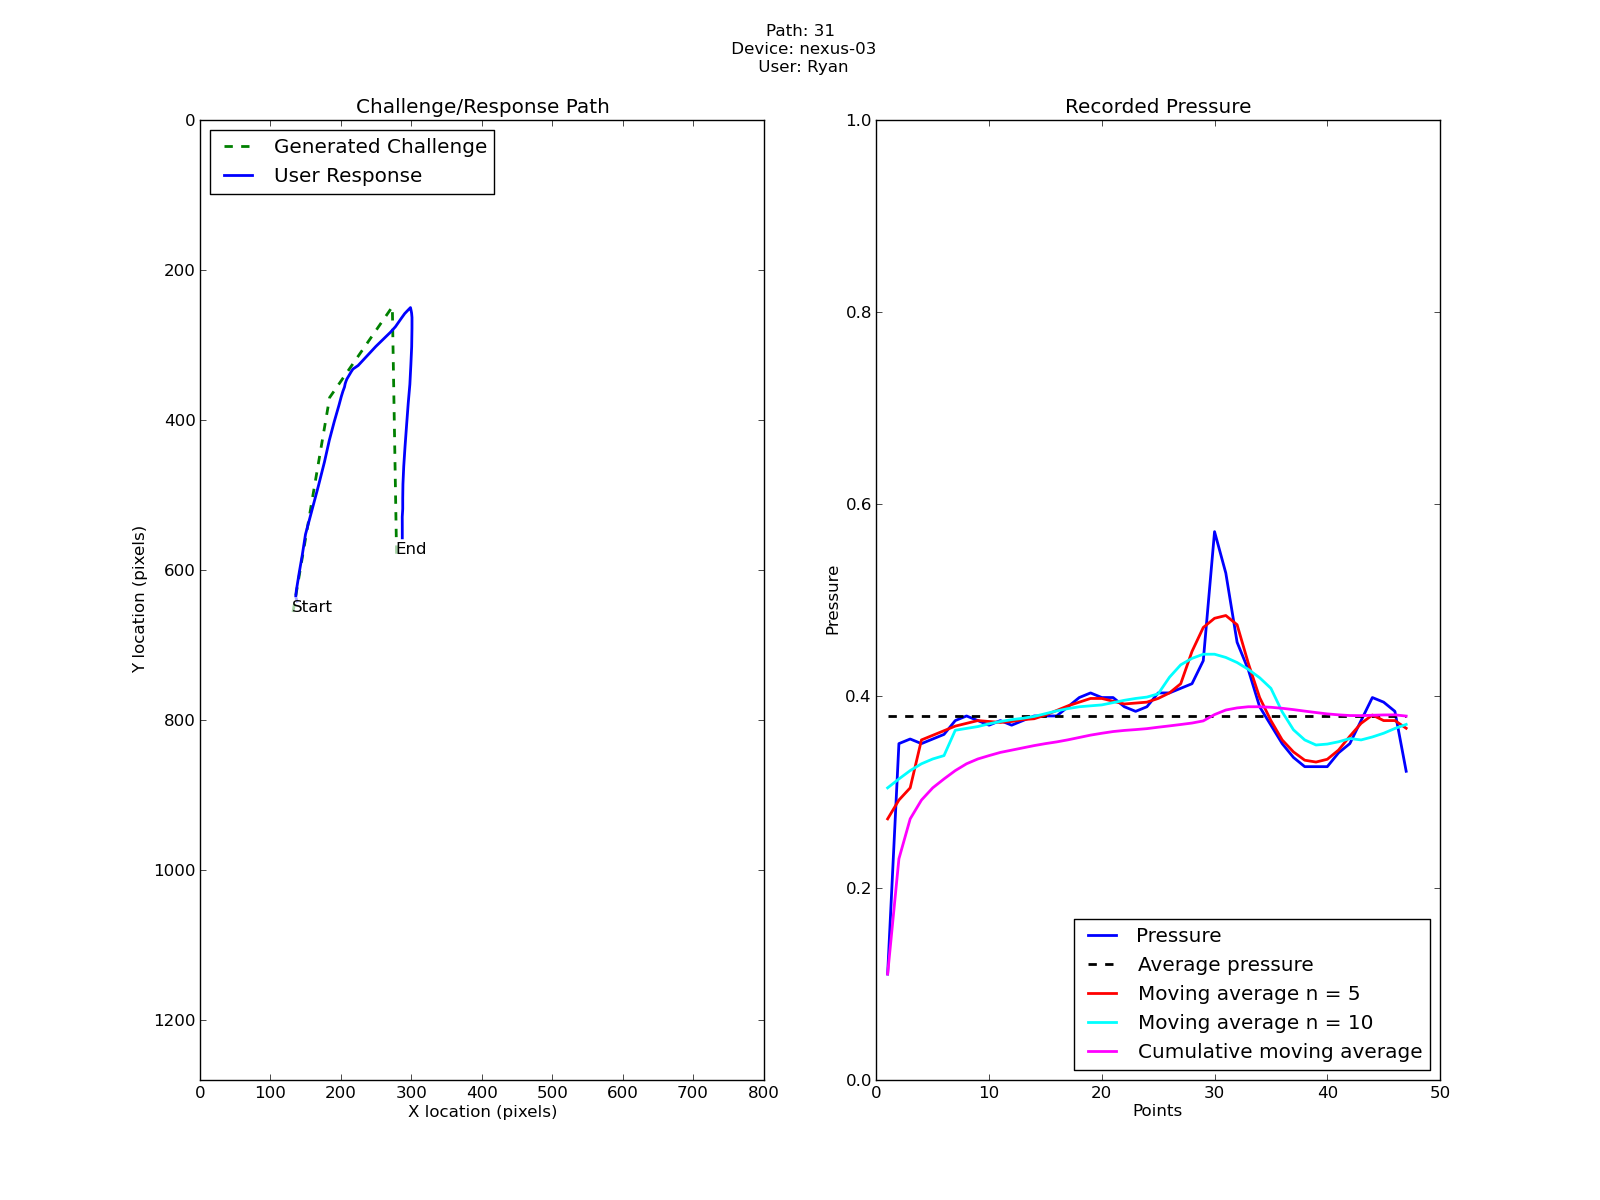 Path: 31
Device: nexus-03
User: Ryan
Challenge/Response Path
Generated Challenge
User Response
0
200
400
600
800
1000
1200
Y location (pixels)
Start
End
0 100 200 300 400 500 600 700 800
X location (pixels)
Recorded Pressure
1.0
0.8
0.6
0.4
0.2
0.0
Pressure
Pressure
Average pressure
Moving average n = 5
Moving average n = 10
Cumulative moving average
0 10 20 30 40 50
Points